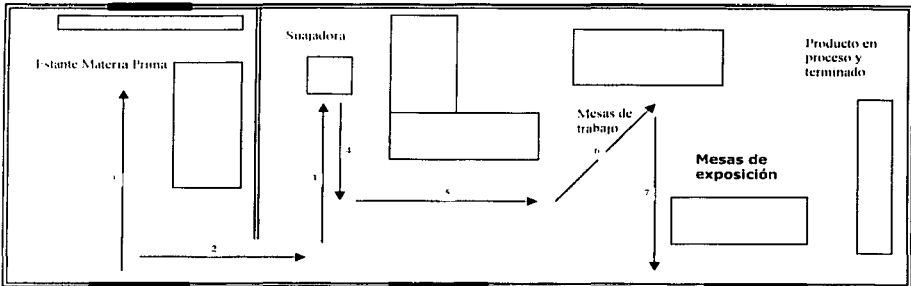 Estante Materia Prima
Suajadora
Producto en
proceso y
terminado
Mesas de
trabajo
Mesas de
exposición
2
4
5
6
7